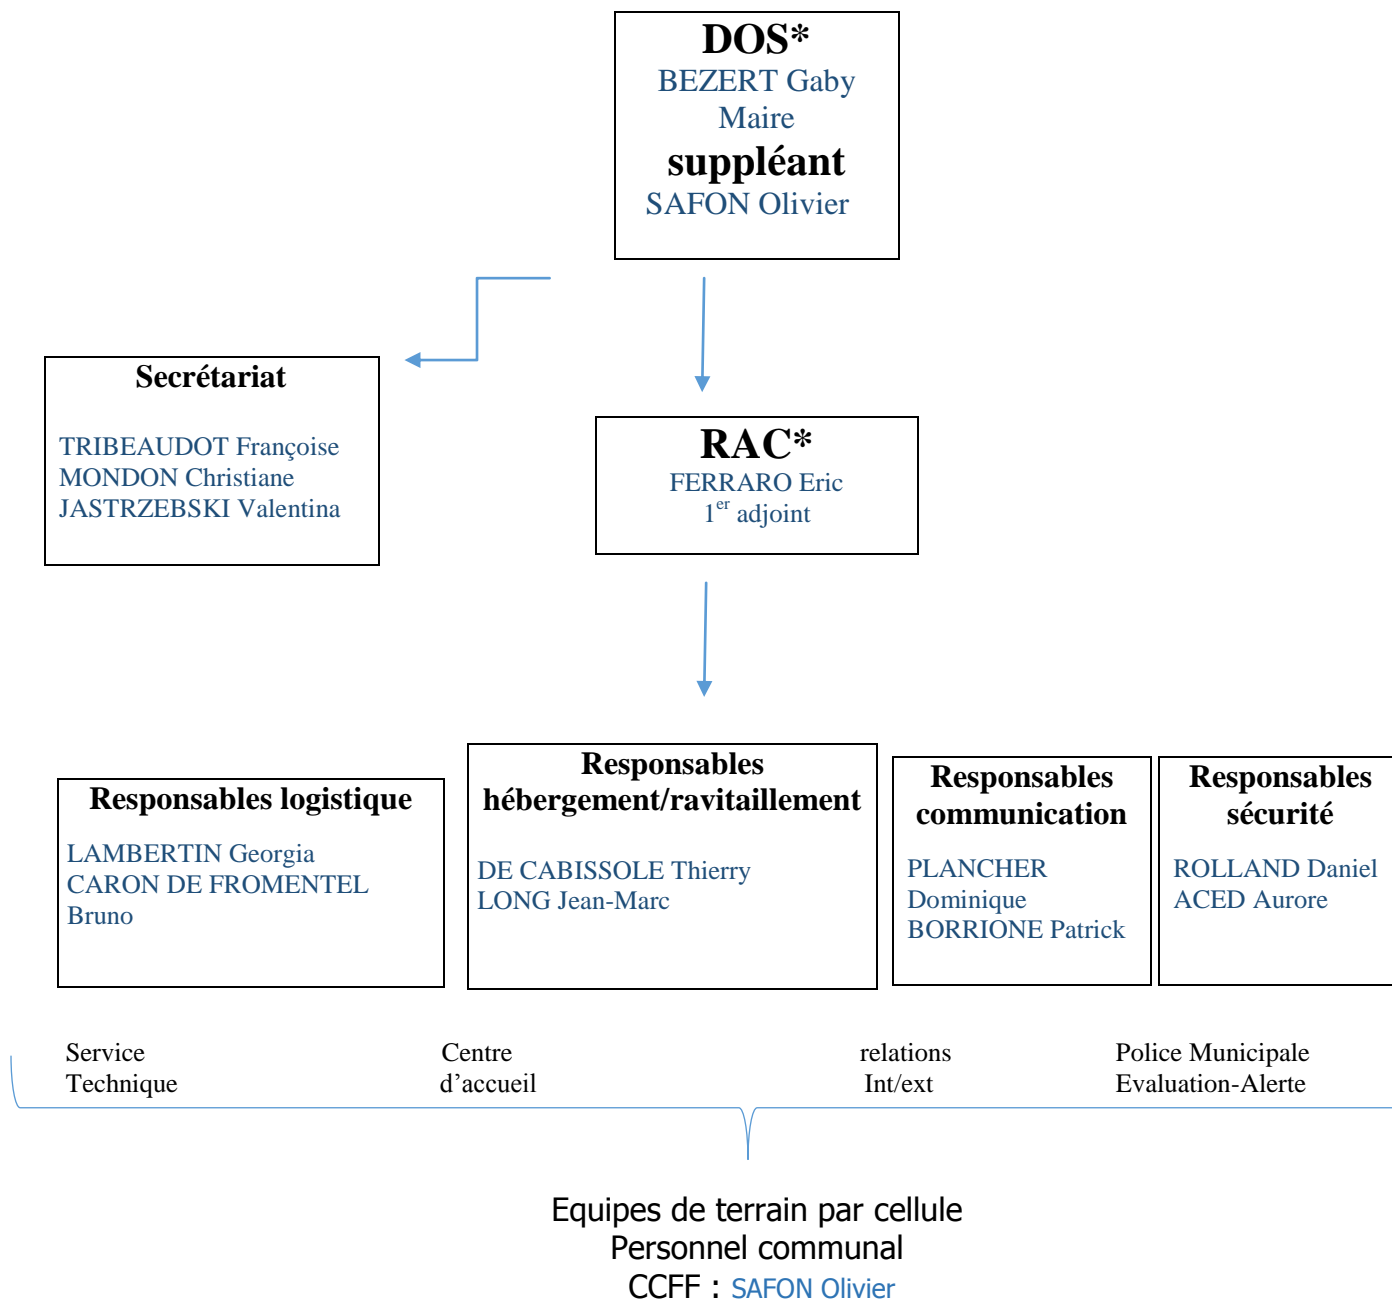 DOS*
BEZERT Gaby
Maire
suppléant
SAFON Olivier
Secrétariat
TRIBEAUDOT Françoise
MONDON Christiane
JASTRZEBSKI Valentina
RAC*
FERRARO Eric
1er adjoint
Responsables logistique
LAMBERTIN Georgia
CARON DE FROMENTEL
Bruno
Responsables
hébergement/ravitaillement
DE CABISSOLE Thierry
LONG Jean-Marc
Responsables
communication
PLANCHER
Dominique
BORRIONE Patrick
Responsables
sécurité
ROLLAND Daniel
ACED Aurore
Service
Technique
Centre
d’accueil
relations
Int/ext
Police Municipale
Evaluation-Alerte
Equipes de terrain par cellule
Personnel communal
CCFF : SAFON Olivier